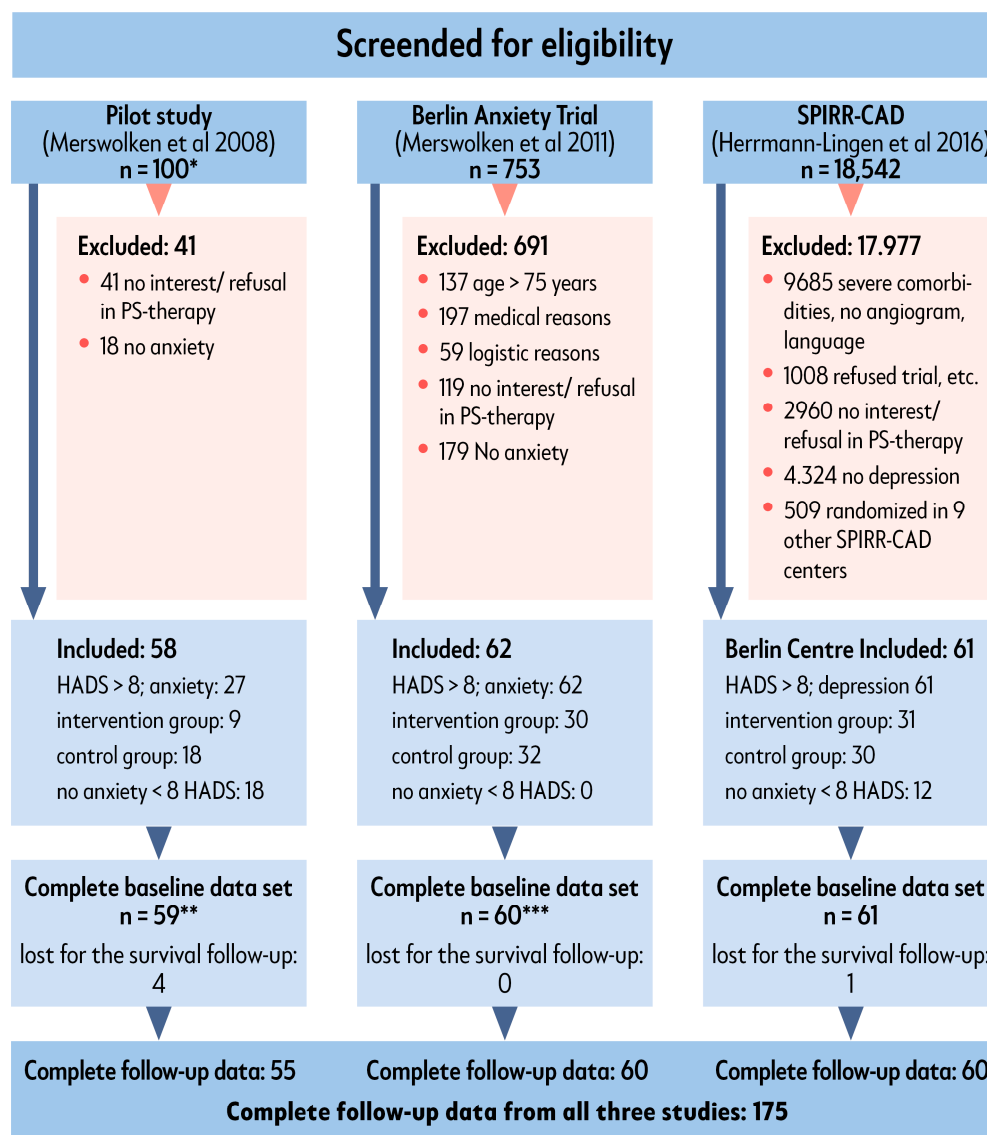 Screended for eligibility
Pilot study
(Merswolken et al 2008)
n = 100*
Excluded: 41
• 41 no interest/ refusal
in PS-therapy
• 18 no anxiety
Included: 58
HADS > 8; anxiety: 27
intervention group: 9
control group: 18
no anxiety < 8 HADS: 18
Complete baseline data set
n = 59**
lost for the survival follow-up:
4
Complete follow-up data: 55
Berlin Anxiety Trial
(Merswolken et al 2011)
n = 753
Excluded: 691
• 137 age > 75 years
• 197 medical reasons
• 59 logistic reasons
• 119 no interest/ refusal
in PS-therapy
• 179 No anxiety
Included: 62
HADS > 8; anxiety: 62
intervention group: 30
control group: 32
no anxiety < 8 HADS: 0
Complete baseline data set
n = 60***
lost for the survival follow-up:
0
Complete follow-up data: 60
SPIRR-CAD
(Herrmann-Lingen et al 2016)
n = 18,542
Excluded: 17.977
• 9685 severe comorbi-
dities, no angiogram,
language
• 1008 refused trial, etc.
• 2960 no interest/
refusal in PS-therapy
• 4.324 no depression
• 509 randomized in 9
other SPIRR-CAD
centers
Berlin Centre Included: 61
HADS > 8; depression 61
intervention group: 31
control group: 30
no anxiety < 8 HADS: 12
Complete baseline data set
n = 61
lost for the survival follow-up:
1
Complete follow-up data: 60
Complete follow-up data from all three studies: 175